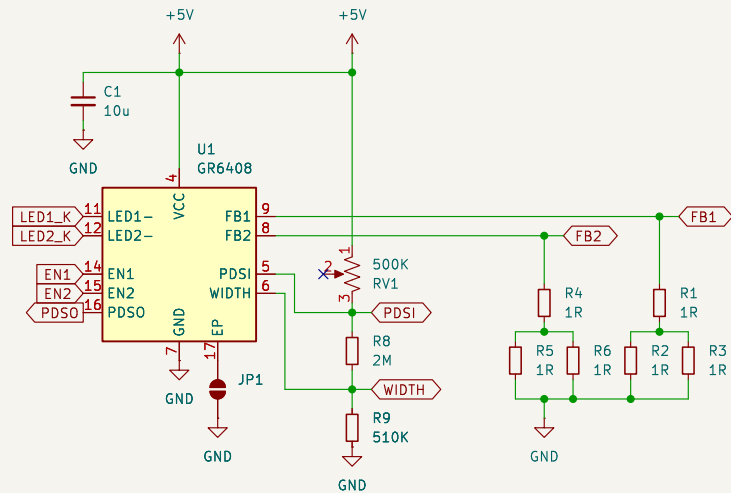 +5V
+5V
C1
10u
GND
U1
GR6408
4
VCC
LED1_K
11
LED1-
FB1
9
FB1
LED2_K
12
LED2-
FB2
8
FB2
EN1
14
EN1
PDSI
5
EN2
15
EN2
WIDTH
6
PDSO
16
PDSO
GND
EP
7
17
GND
JP1
GND
1
2
3
500K
RV1
PDSI
R8
2M
WIDTH
R9
510K
GND
R4
1R
R1
1R
R5
1R
R6
1R
R2
1R
R3
1R
GND